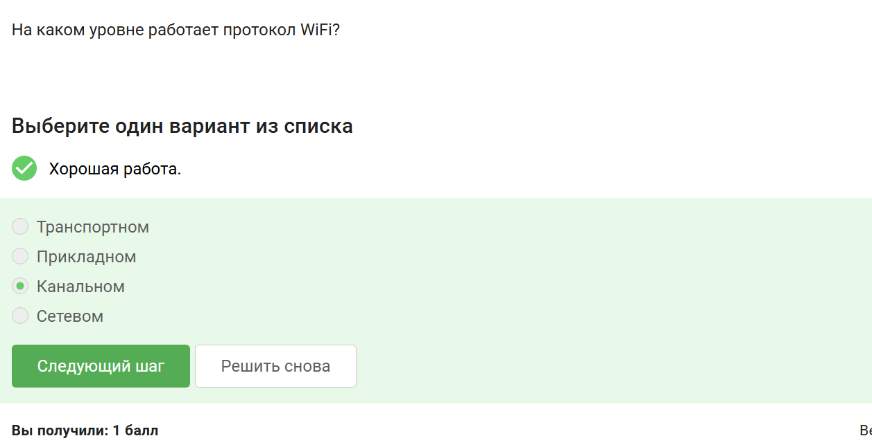 На каком уровне работает протокол WiFi?
Выберите один вариант из списка
Хорошая работа.
Транспортном
Прикладном
Канальном
Сетевом
Следующий шаг
Решить снова
Вы получили: 1 балл